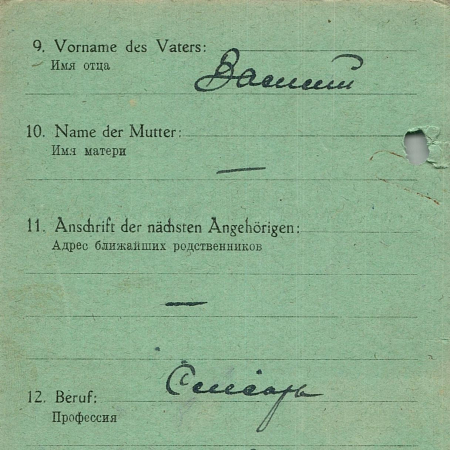 9. Vorname des Vaters:
Имя отца
Василий
10. Name der Mutter:
Имя матери
—
11. Anschrift der nächsten Angehörigen:
Адрес ближайших родственников
—
Слесарь
12. Beruf:
Профессия